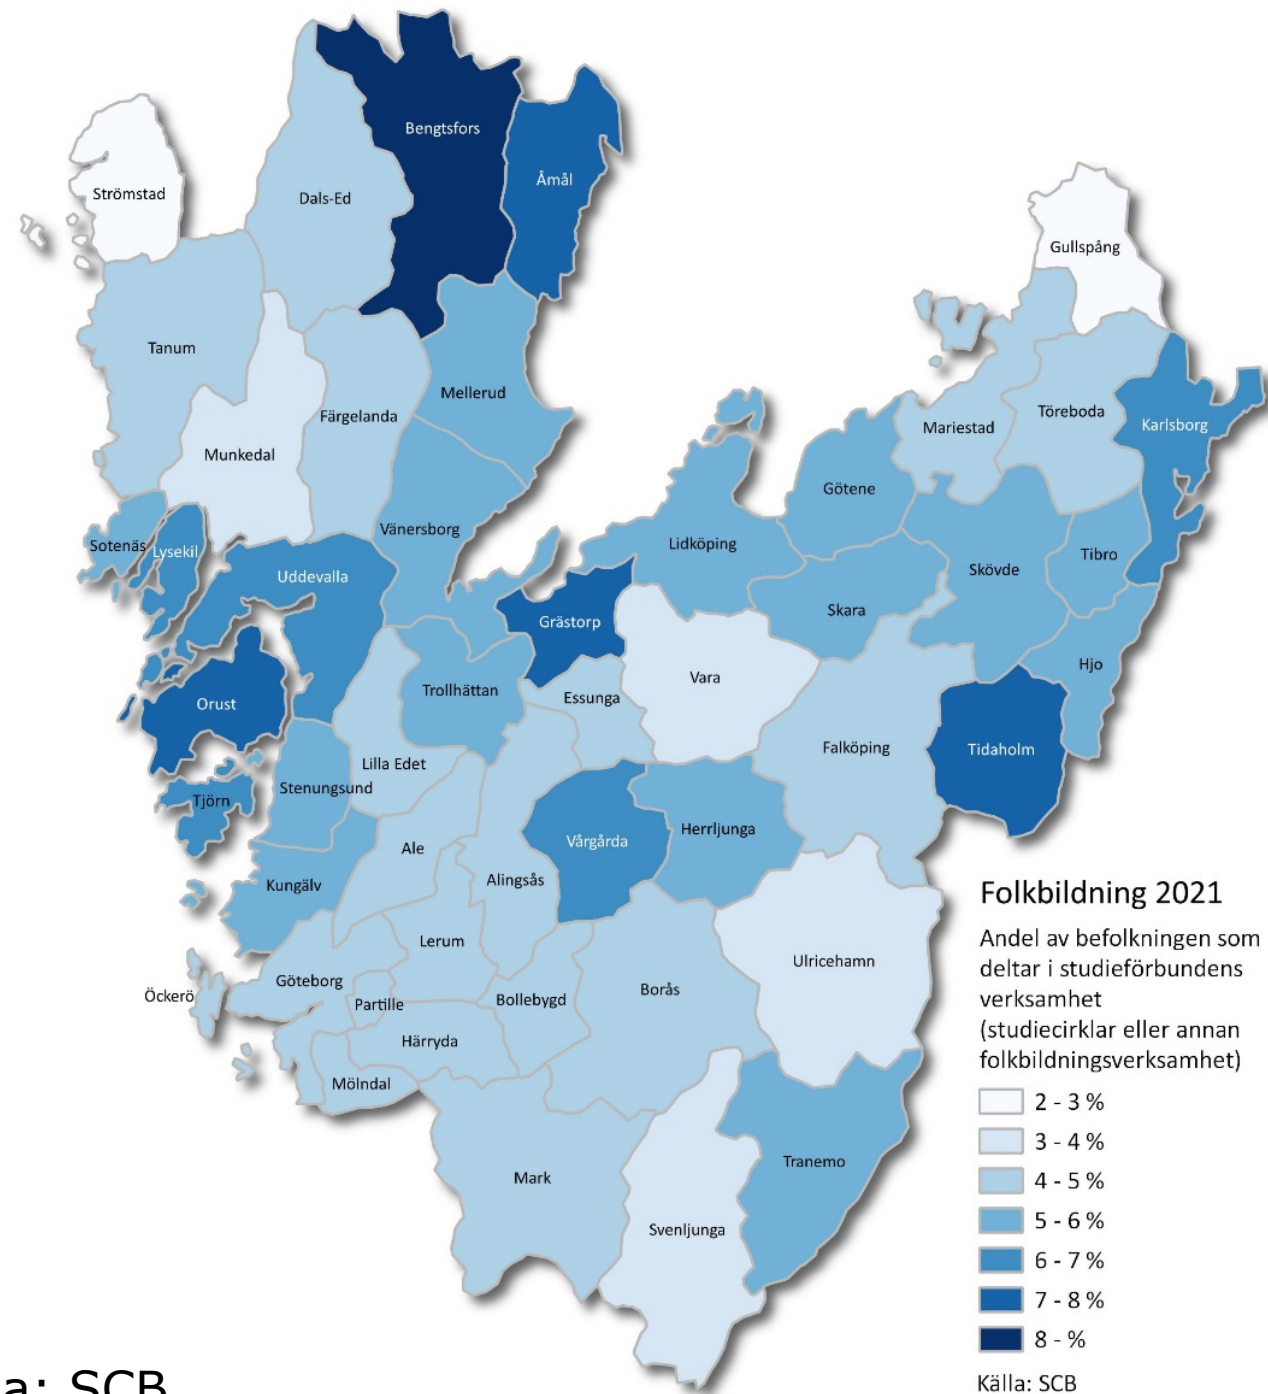 Bengtsfors
Åmål
Strömstad
Dals-Ed
Gullspång
Tanum
Mellerud
Färgelanda
Töreboda
Karlsborg
Mariestad
Munkedal
Götene
Vänersborg
Sotenäs
Lysekil
Lidköping
Tibro
Skövde
Uddevalla
Skara
Grästorp
Hjo
Vara
Trollhättan
Essunga
Orust
Falköping
Tidaholm
Lilla Edet
Stenungsund
Tjörn
Herrljunga
Vårgårda
Ale
Alingsås
Kungälv
Lerum
Ulricehamn
Göteborg
Borås
Öckerö
Partille
Bollebygd
Härryda
Mölndal
Tranemo
Mark
Svenljunga
Folkbildning 2021
Andel av befolkningen som
deltar i studieförbundens
verksamhet
(studiecirklar eller annan
folkbildningsverksamhet)
2 - 3 %
3 - 4 %
4 - 5 %
5 - 6 %
6 - 7 %
7 - 8 %
8 - %
Källa: SCB
a: SCB